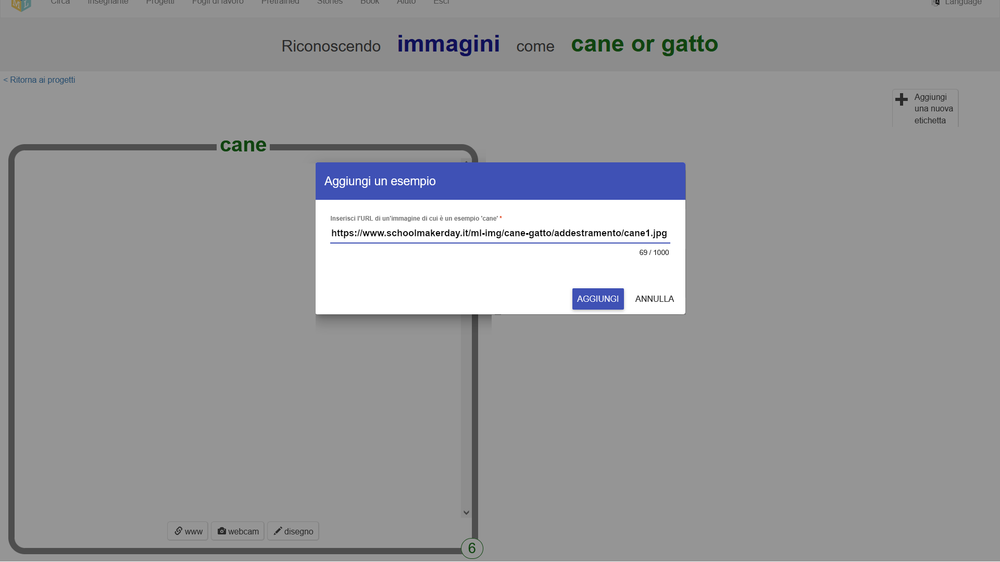 ML
Circa Insegnante Progetti Fogli di lavoro Pretrained Stories Book Aiuto Esci Language
Riconoscendo immagini come cane or gatto
< Ritorna ai progetti
Aggiungi
una nuova
etichetta
cane
Aggiungi un esempio
Inserisci l'URL di un'immagine di cui è un esempio 'cane' *
https://www.schoolmakerday.it/ml-img/cane-gatto/addestramento/cane1.jpg
69 / 1000
AGGIUNGI ANNULLA
www webcam disegno
6